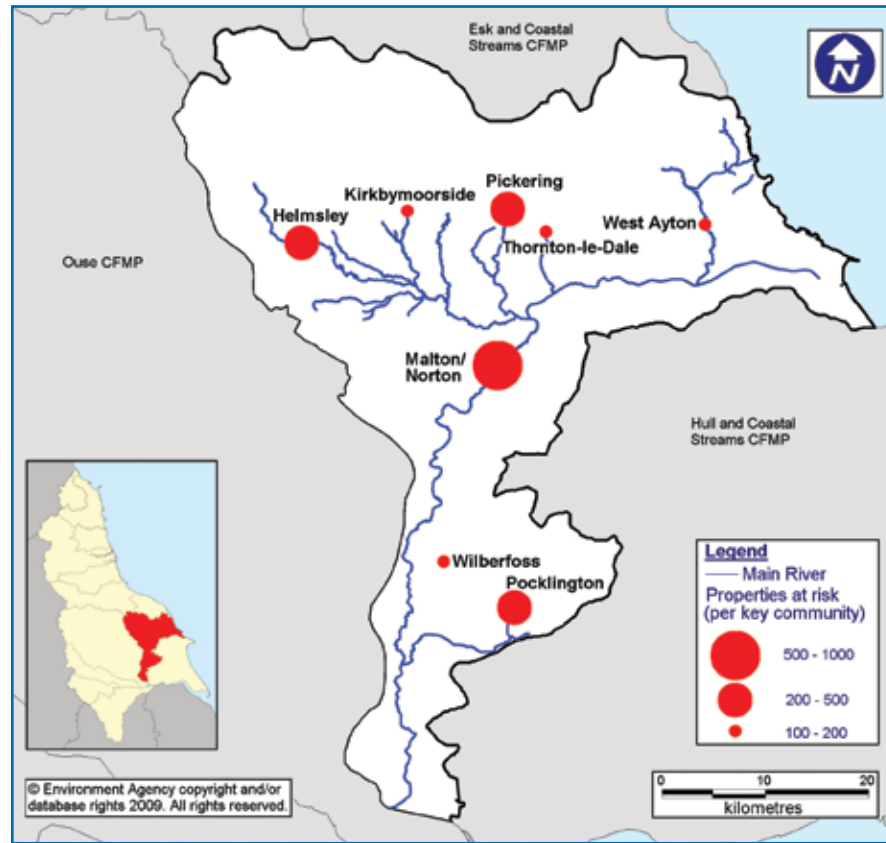 Esk and Coastal
Streams CFMP
N
Pickering
Kirkbymoorside
Helmsley
West Ayton
Thornton-le-Dale
Ouse CFMP
Malton/
Norton
Hull and Coastal
Streams CFMP
Wilberfoss
Pocklington
Legend
Main River
Properties at risk
(per key community)
500 - 1000
200 - 500
100 - 200
© Environment Agency copyright and/or
database rights 2009. All rights reserved.
0 10 20
kilometres